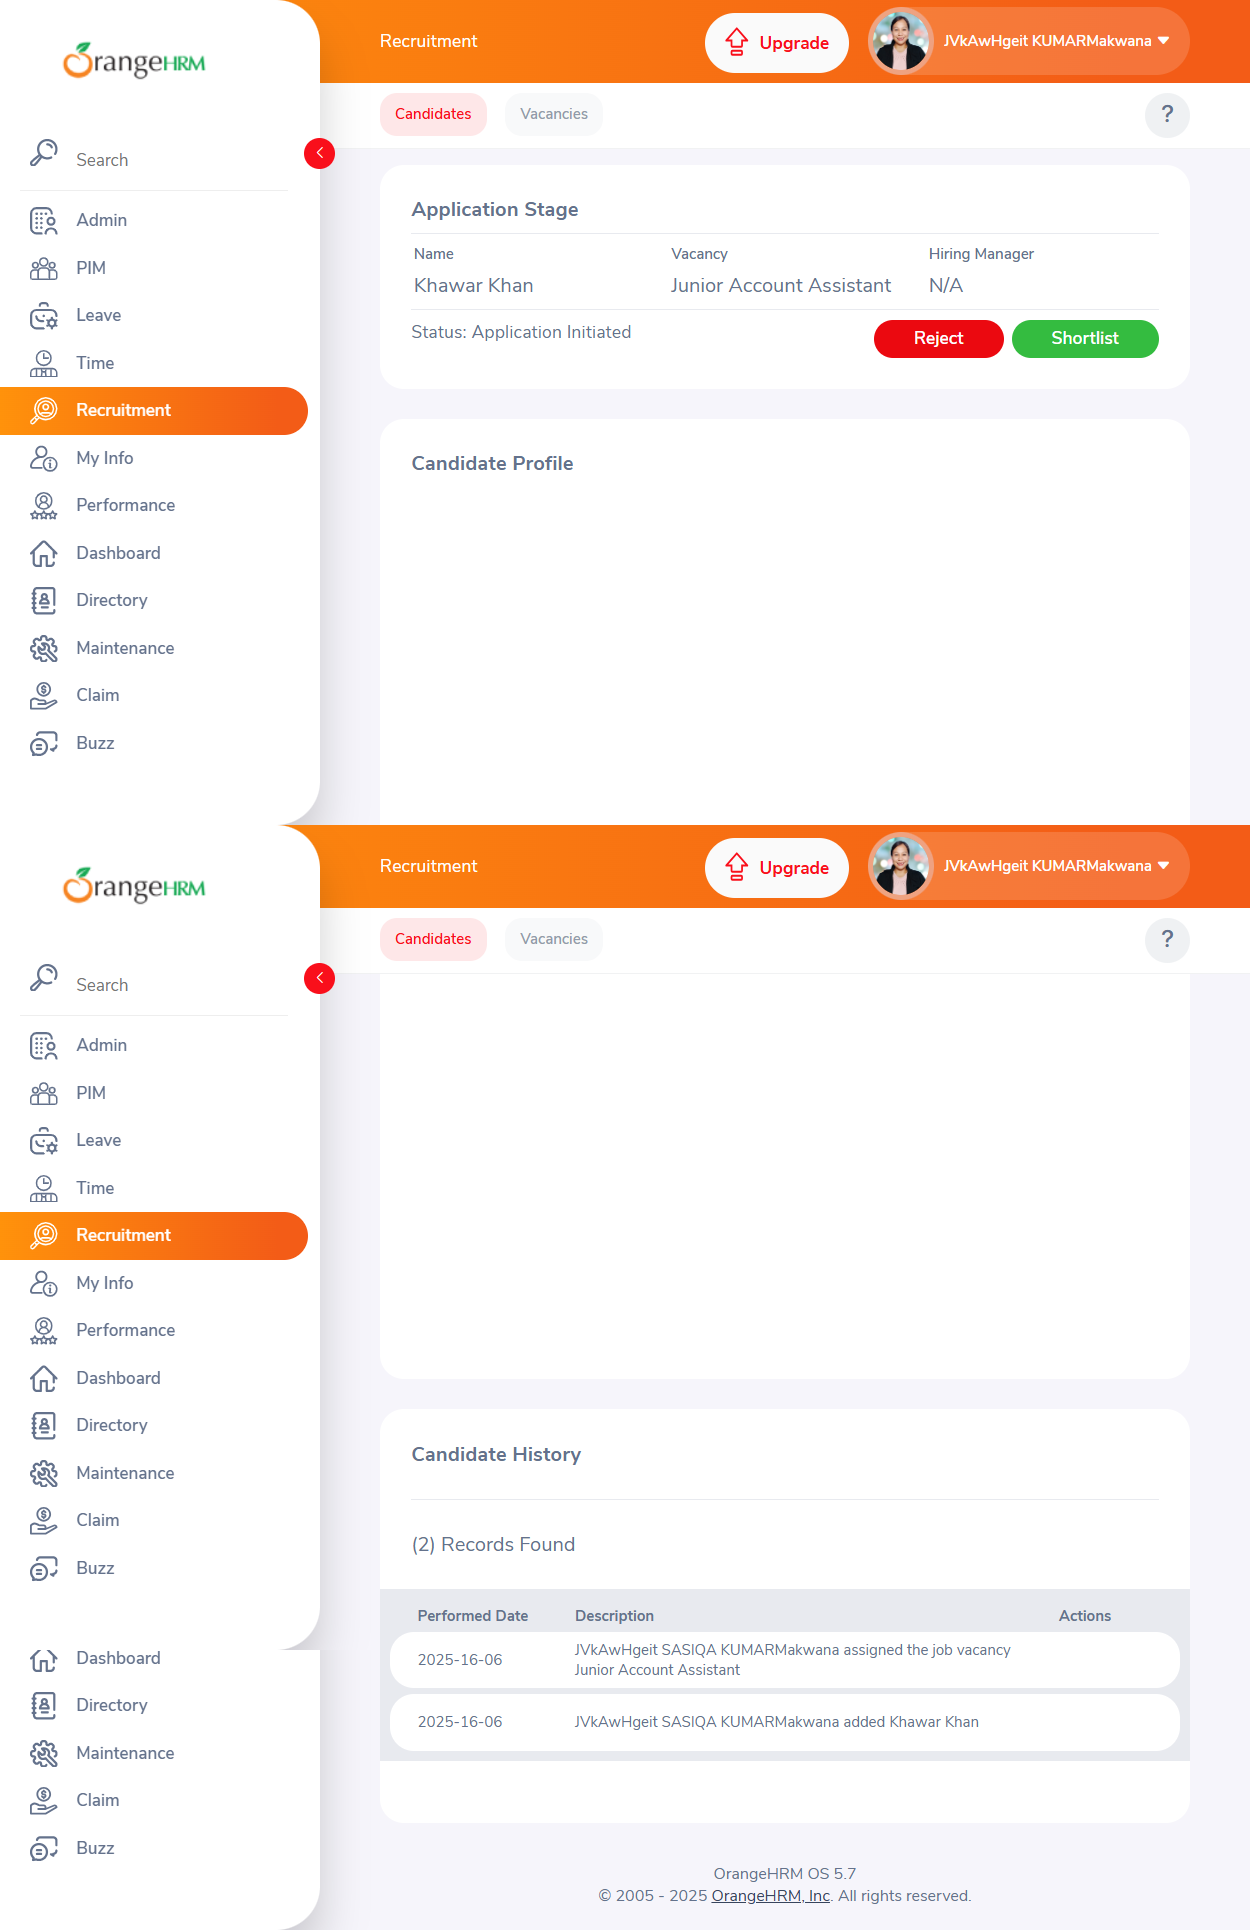 OrangeHRM
Recruitment
Upgrade
JVkAwHgeit KUMARMakwana
Candidates
Vacancies
?
Search
Admin
PIM
Leave
Time
Recruitment
My Info
Performance
Dashboard
Directory
Maintenance
Claim
Buzz
Application Stage
Name
Vacancy
Hiring Manager
Khawar Khan
Junior Account Assistant
N/A
Status: Application Initiated
Reject
Shortlist
Candidate Profile
OrangeHRM
Recruitment
Upgrade
JVkAwHgeit KUMARMakwana
Candidates
Vacancies
?
Search
Admin
PIM
Leave
Time
Recruitment
My Info
Performance
Dashboard
Directory
Maintenance
Claim
Buzz
Dashboard
Directory
Maintenance
Claim
Buzz
Candidate History
(2) Records Found
Performed Date
Description
Actions
2025-16-06
JVkAwHgeit SASIQA KUMARMakwana assigned the job vacancy
Junior Account Assistant
2025-16-06
JVkAwHgeit SASIQA KUMARMakwana added Khawar Khan
OrangeHRM OS 5.7
© 2005 - 2025 OrangeHRM, Inc. All rights reserved.